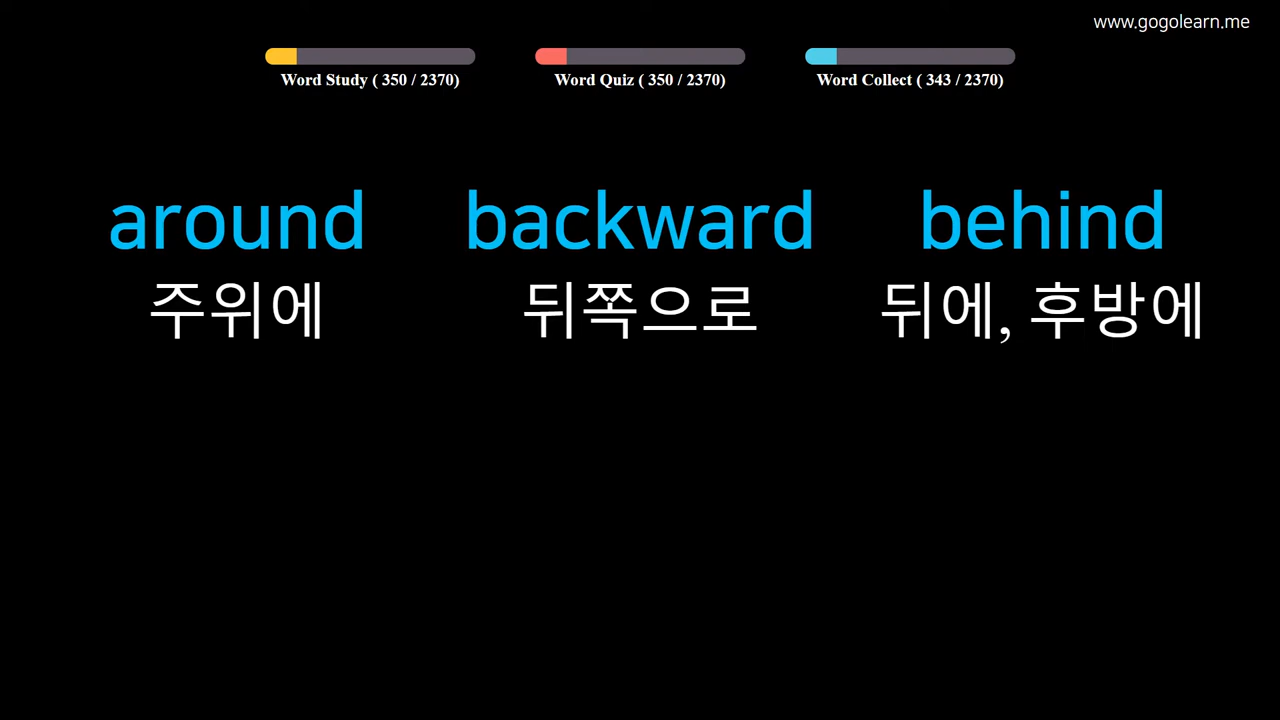 www.gogolearn.me
Word Study ( 350 / 2370)
Word Quiz ( 350 / 2370)
Word Collect ( 343 / 2370)
around
backward
behind
주위에
뒤쪽으로
뒤에, 후방에